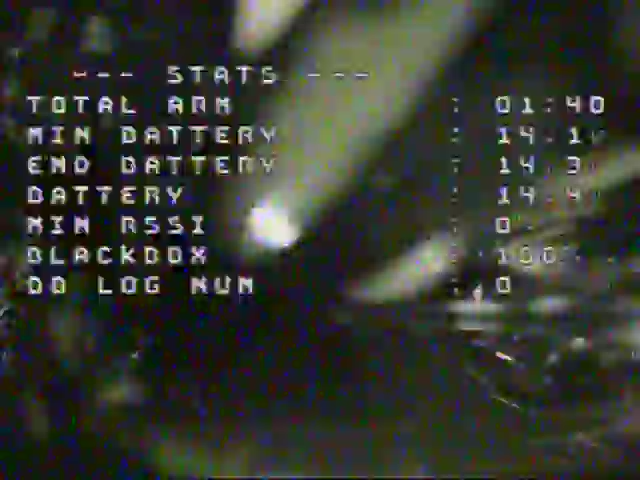 --- STATS ---
TOTAL ARM : 01:40
MIN BATTERY : 14.1
END BATTERY : 14.3
BATTERY : 14.4
MIN RSSI : 0
BLACKBOX : 100
BB LOG NUM : 0